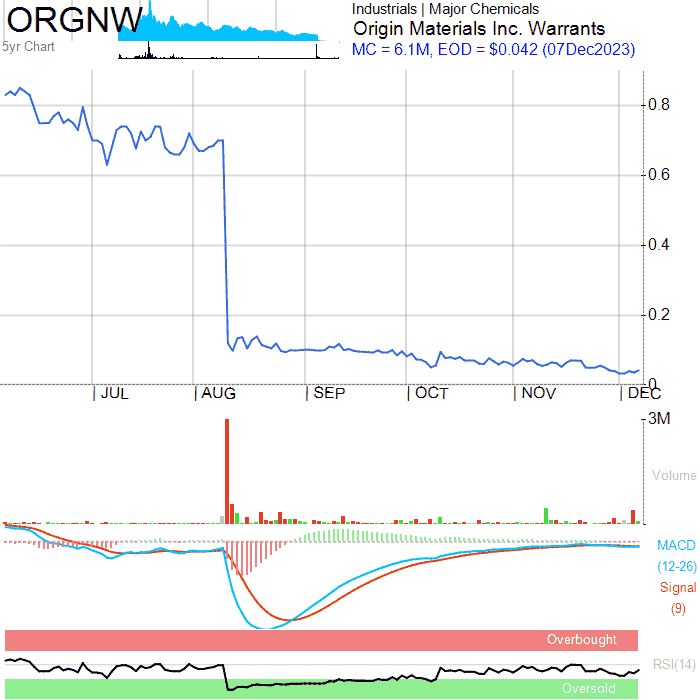 ORGNW
5yr Chart
Industrials | Major Chemicals
Origin Materials Inc. Warrants
MC = 6.1M, EOD = $0.042 (07Dec2023)
0.8
0.6
0.4
0.2
0
| JUL | AUG | SEP | OCT | NOV | DEC
3M
Volume
MACD
(12-26)
Signal
(9)
Overbought
RSI(14)
Oversold